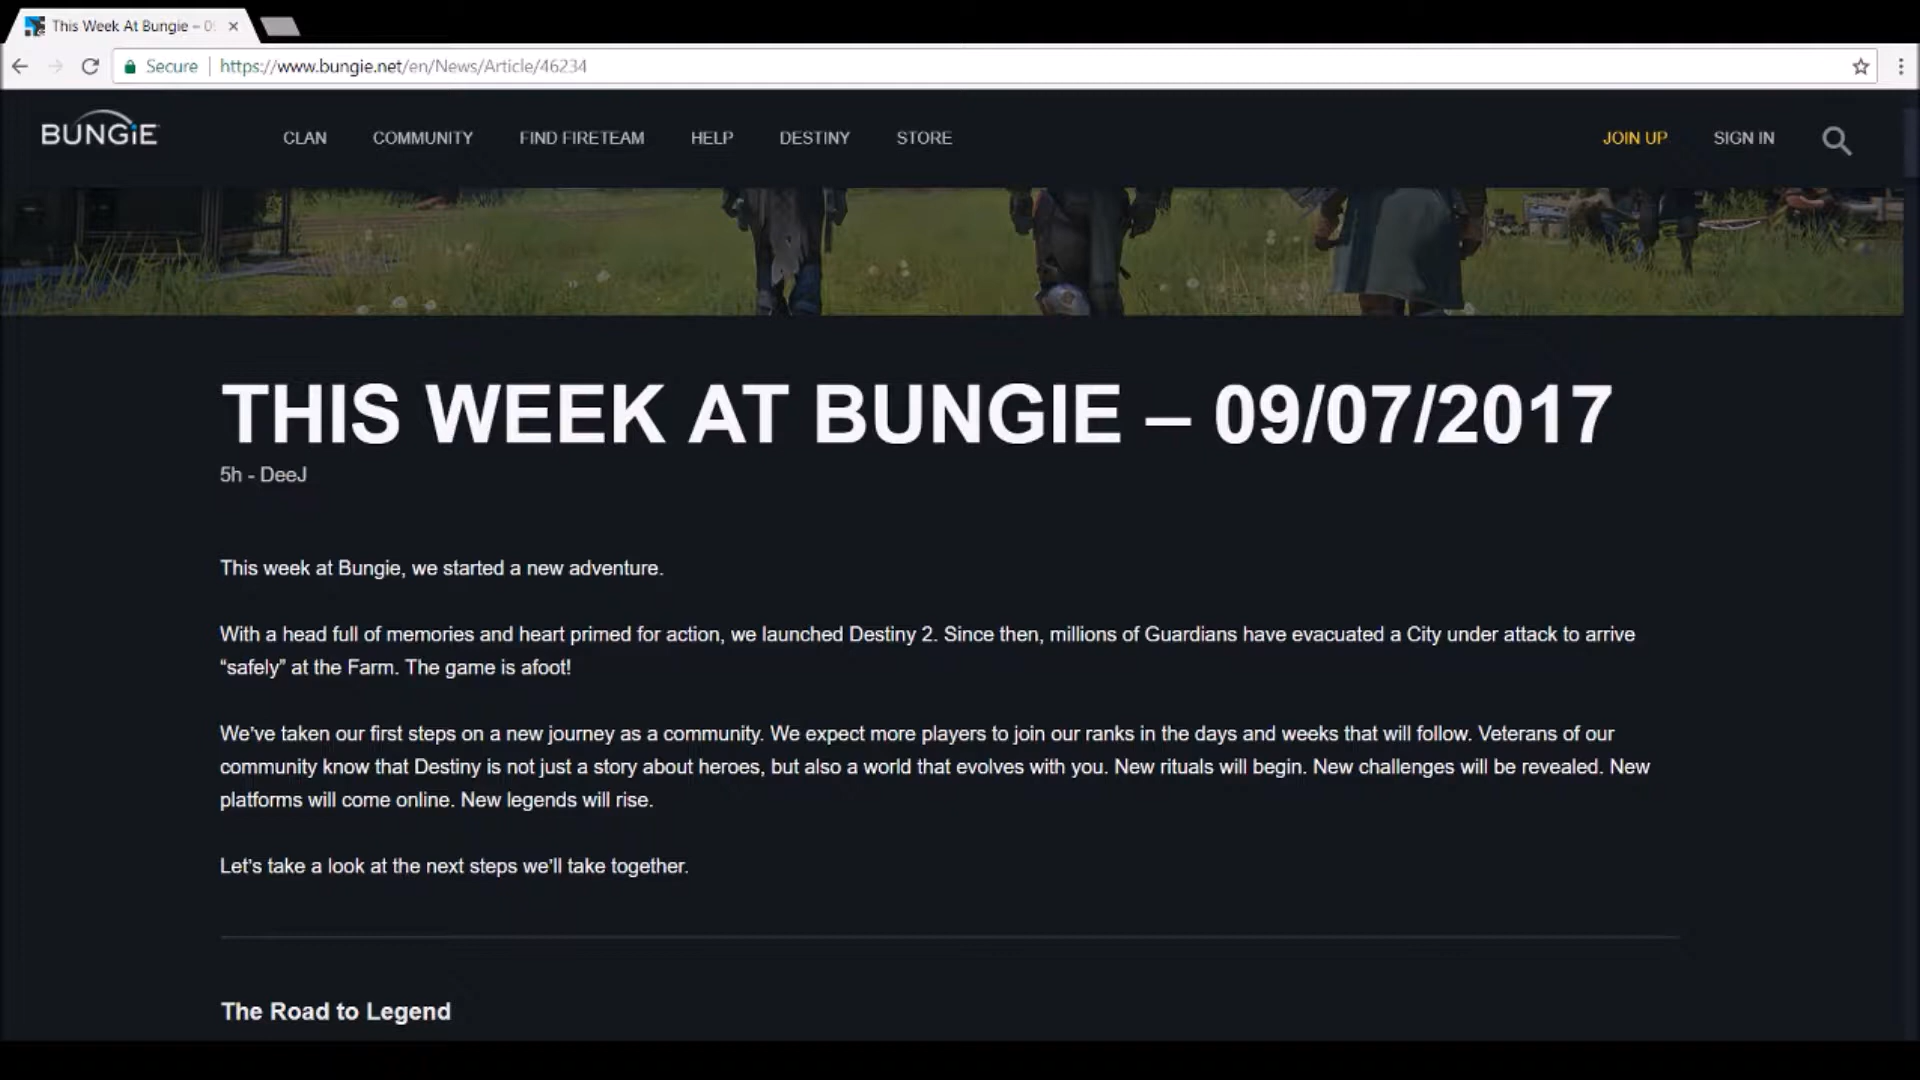 This Week At Bungie – 0
Secure https://www.bungie.net/en/News/Article/46234
BUNGiE CLAN COMMUNITY FIND FIRETEAM HELP DESTINY STORE JOIN UP SIGN IN
THIS WEEK AT BUNGIE – 09/07/2017
5h - DeeJ
This week at Bungie, we started a new adventure.
With a head full of memories and heart primed for action, we launched Destiny 2. Since then, millions of Guardians have evacuated a City under attack to arrive
“safely” at the Farm. The game is afoot!
We’ve taken our first steps on a new journey as a community. We expect more players to join our ranks in the days and weeks that will follow. Veterans of our
community know that Destiny is not just a story about heroes, but also a world that evolves with you. New rituals will begin. New challenges will be revealed. New
platforms will come online. New legends will rise.
Let’s take a look at the next steps we’ll take together.
The Road to Legend